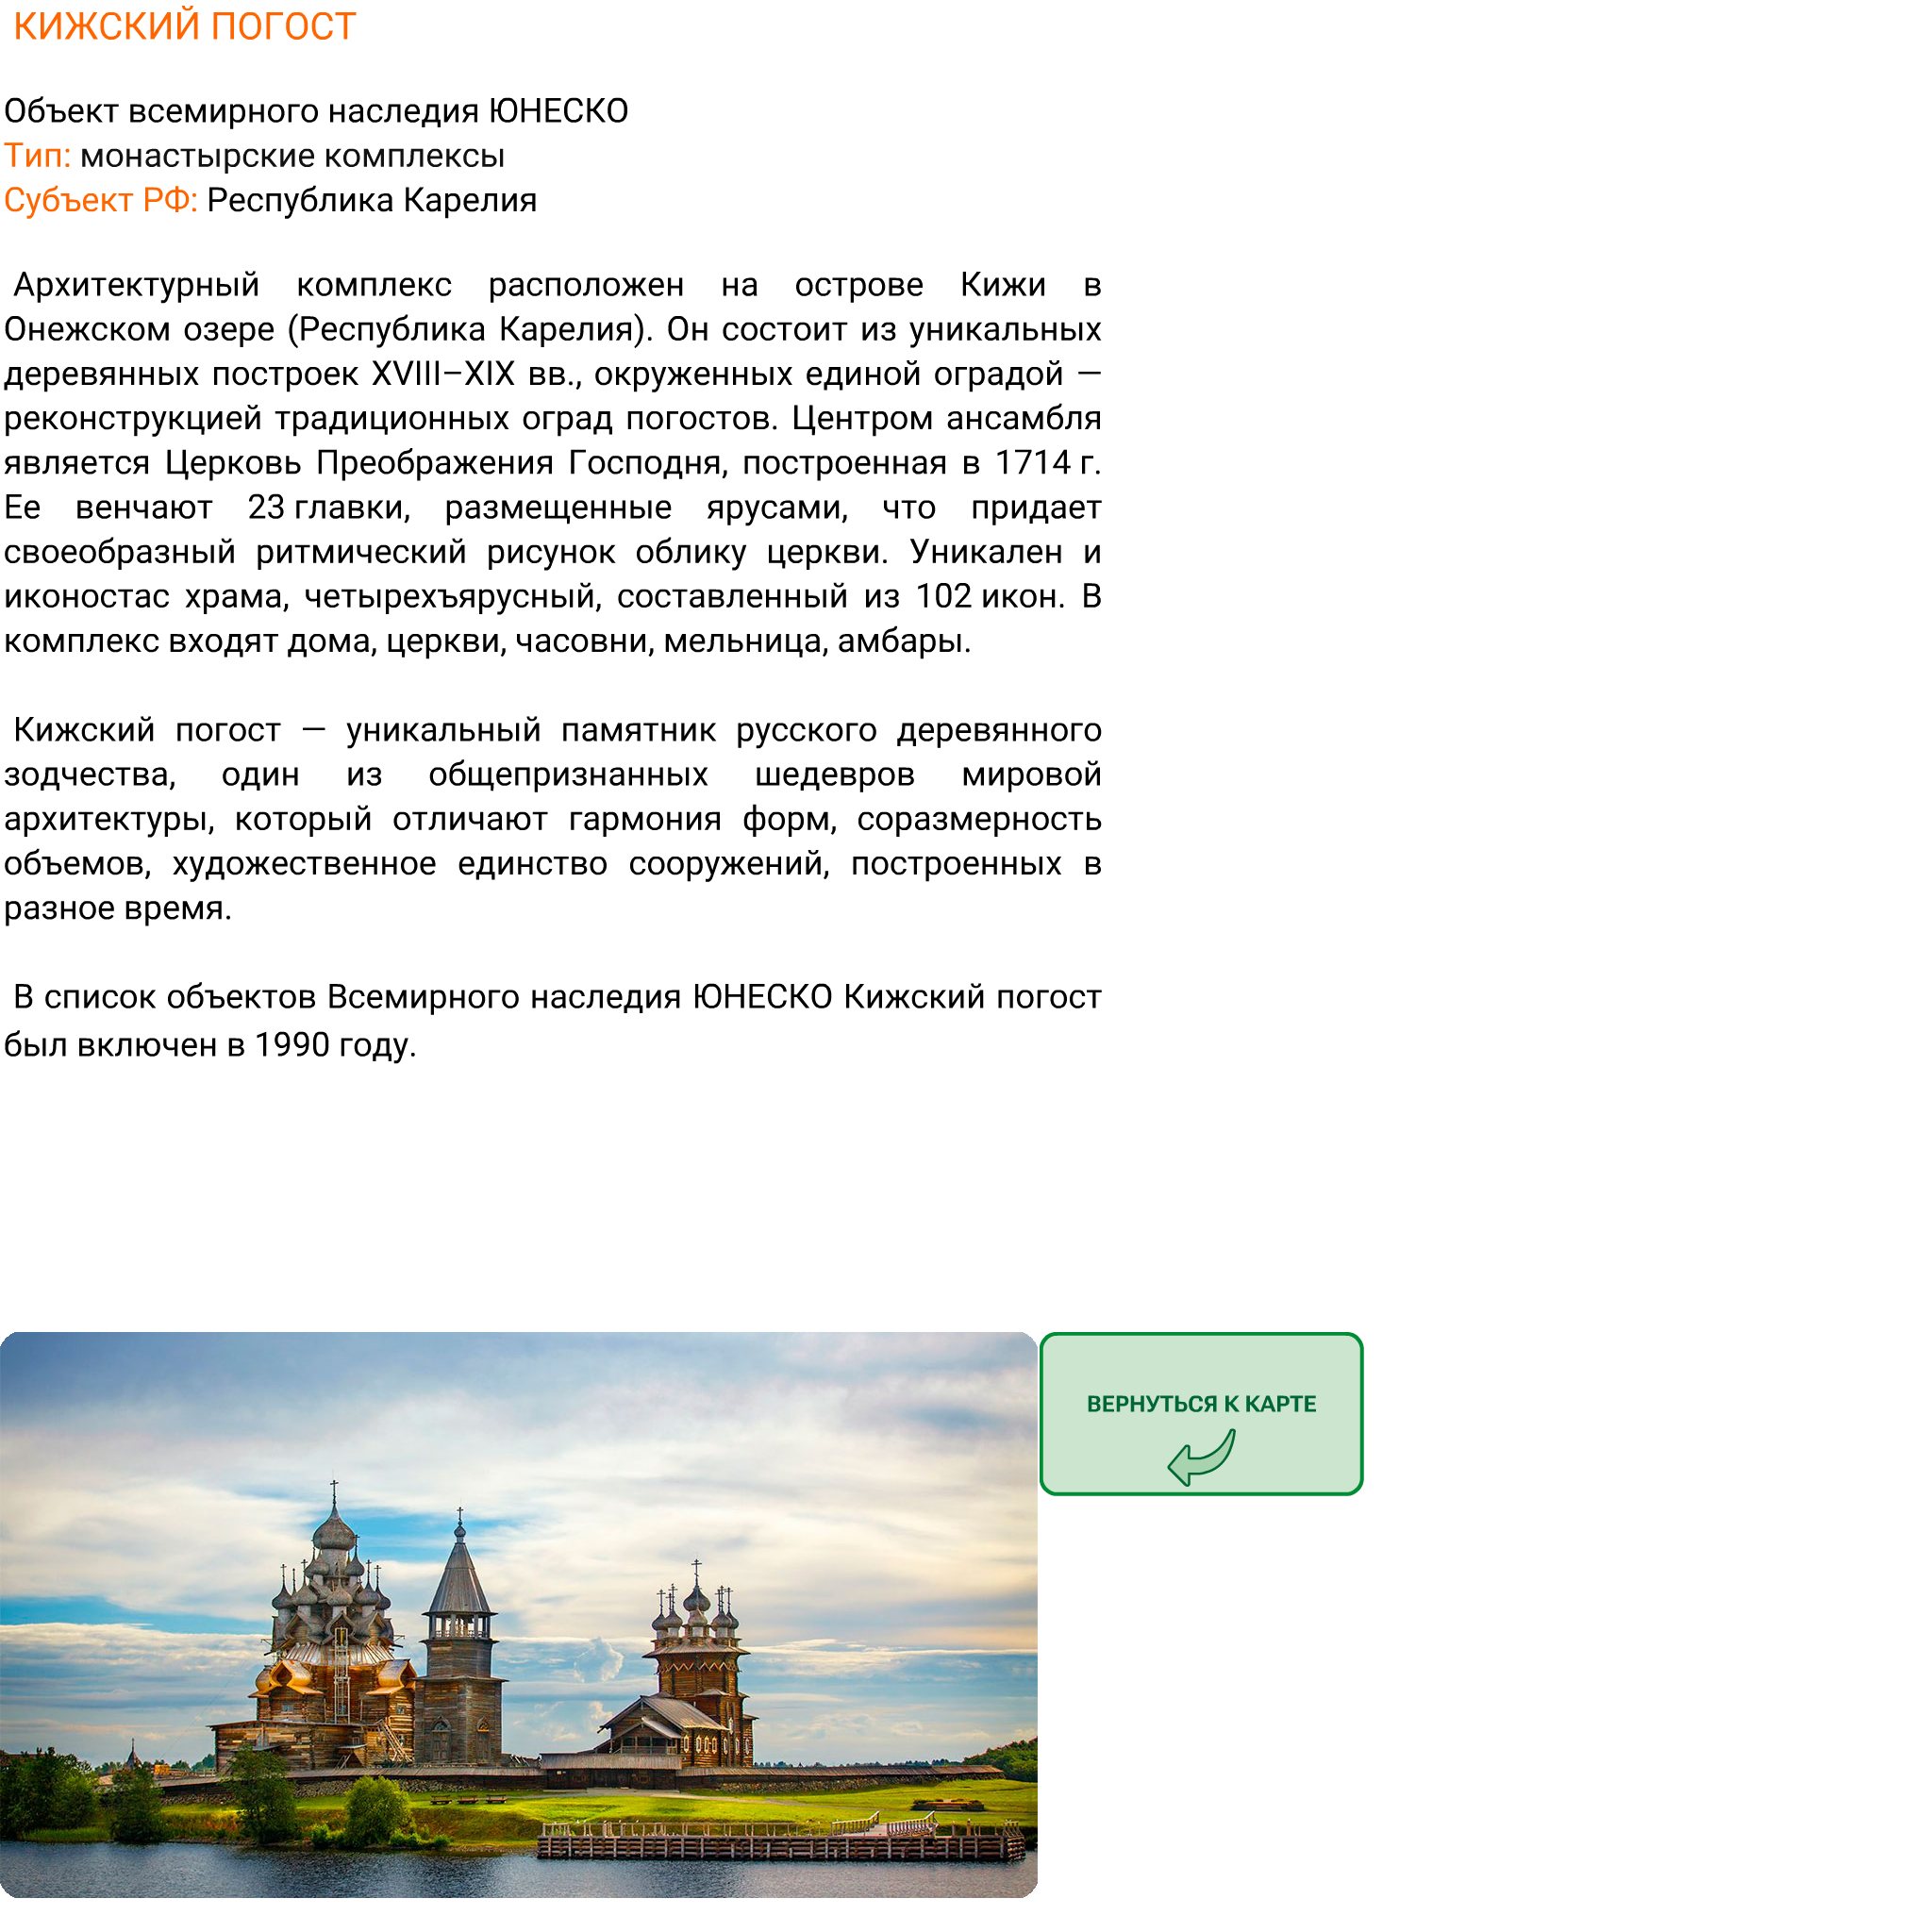 КИЖСКИЙ ПОГОСТ
Объект всемирного наследия ЮНЕСКО
Тип: монастырские комплексы
Субъект РФ: Республика Карелия
Архитектурный комплекс расположен на острове Кижи в
Онежском озере (Республика Карелия). Он состоит из уникальных
деревянных построек XVIII–XIX вв., окруженных единой оградой —
реконструкцией традиционных оград погостов. Центром ансамбля
является Церковь Преображения Господня, построенная в 1714 г.
Ее венчают 23 главки, размещенные ярусами, что придает
своеобразный ритмический рисунок облику церкви. Уникален и
иконостас храма, четырехъярусный, составленный из 102 икон. В
комплекс входят дома, церкви, часовни, мельница, амбары.
Кижский погост — уникальный памятник русского деревянного
зодчества, один из общепризнанных шедевров мировой
архитектуры, который отличают гармония форм, соразмерность
объемов, художественное единство сооружений, построенных в
разное время.
В список объектов Всемирного наследия ЮНЕСКО Кижский погост
был включен в 1990 году.
ВЕРНУТЬСЯ К КАРТЕ